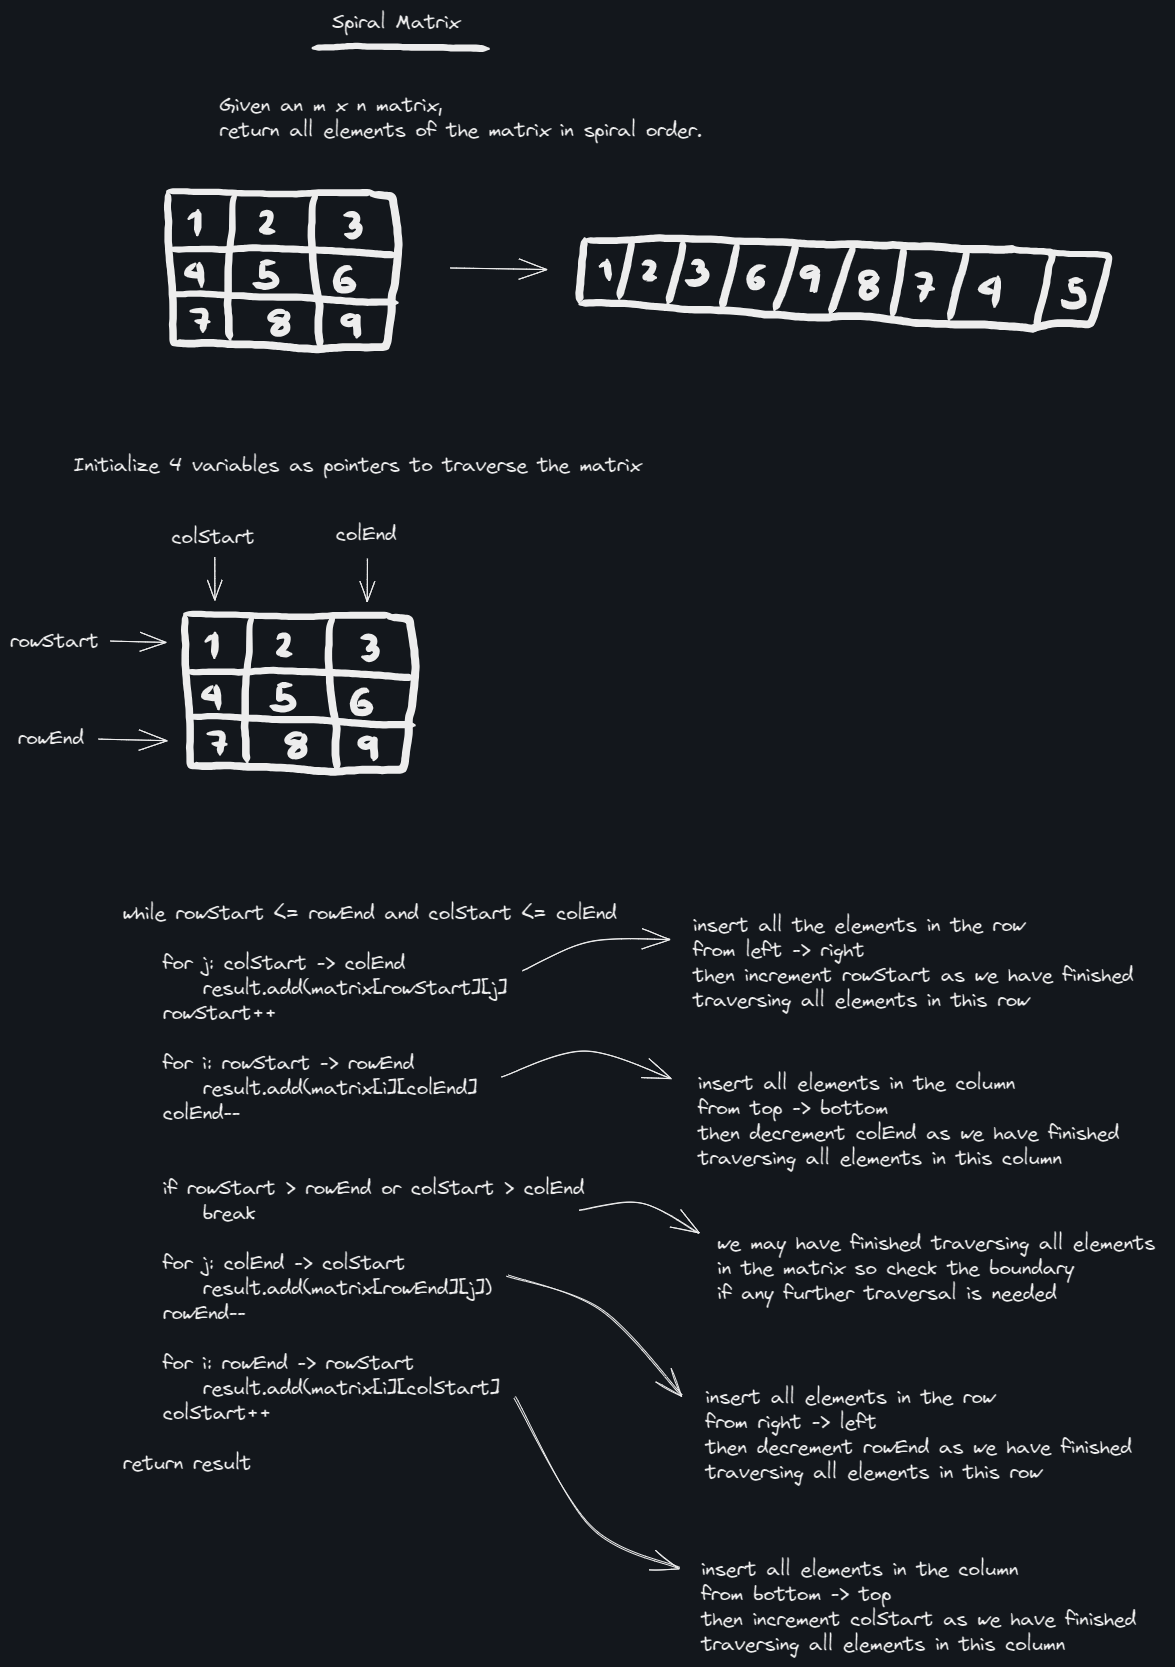 Spiral Matrix
Given an m x n matrix,
return all elements of the matrix in spiral order.
1 2 3
4 5 6
7 8 9
1 2 3 6 9 8 7 4 5
Initialize 4 variables as pointers to traverse the matrix
colStart colEnd
rowStart
rowEnd
1 2 3
4 5 6
7 8 9
while rowStart <= rowEnd and colStart <= colEnd
for j: colStart -> colEnd
result.add(matrix[rowStart][j]
rowStart++
insert all the elements in the row
from left -> right
then increment rowStart as we have finished
traversing all elements in this row
for i: rowStart -> rowEnd
result.add(matrix[i][colEnd]
colEnd--
insert all elements in the column
from top -> bottom
then decrement colEnd as we have finished
traversing all elements in this column
if rowStart > rowEnd or colStart > colEnd
break
we may have finished traversing all elements
in the matrix so check the boundary
if any further traversal is needed
for j: colEnd -> colStart
result.add(matrix[rowEnd][j])
rowEnd--
insert all elements in the row
from right -> left
then decrement rowEnd as we have finished
traversing all elements in this row
for i: rowEnd -> rowStart
result.add(matrix[i][colStart]
colStart++
insert all elements in the column
from bottom -> top
then increment colStart as we have finished
traversing all elements in this column
return result